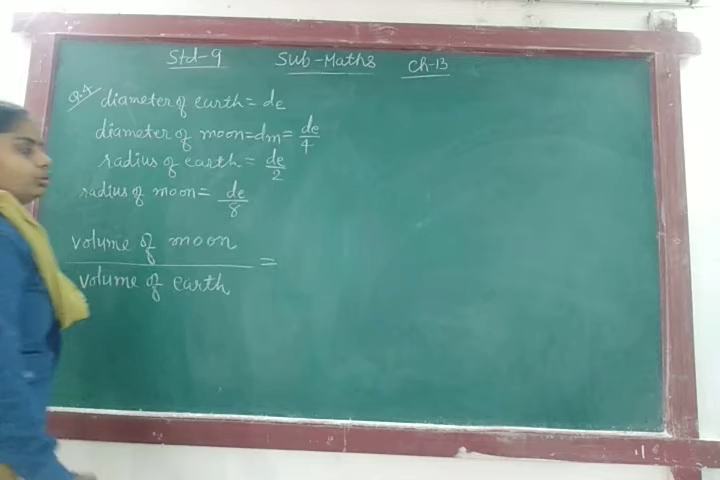 Std-9 Sub-Maths Ch-13
Q.4 diameter of earth = de
diameter of moon = dm = de/4
radius of earth = de/2
radius of moon = de/8
volume of moon
volume of earth =